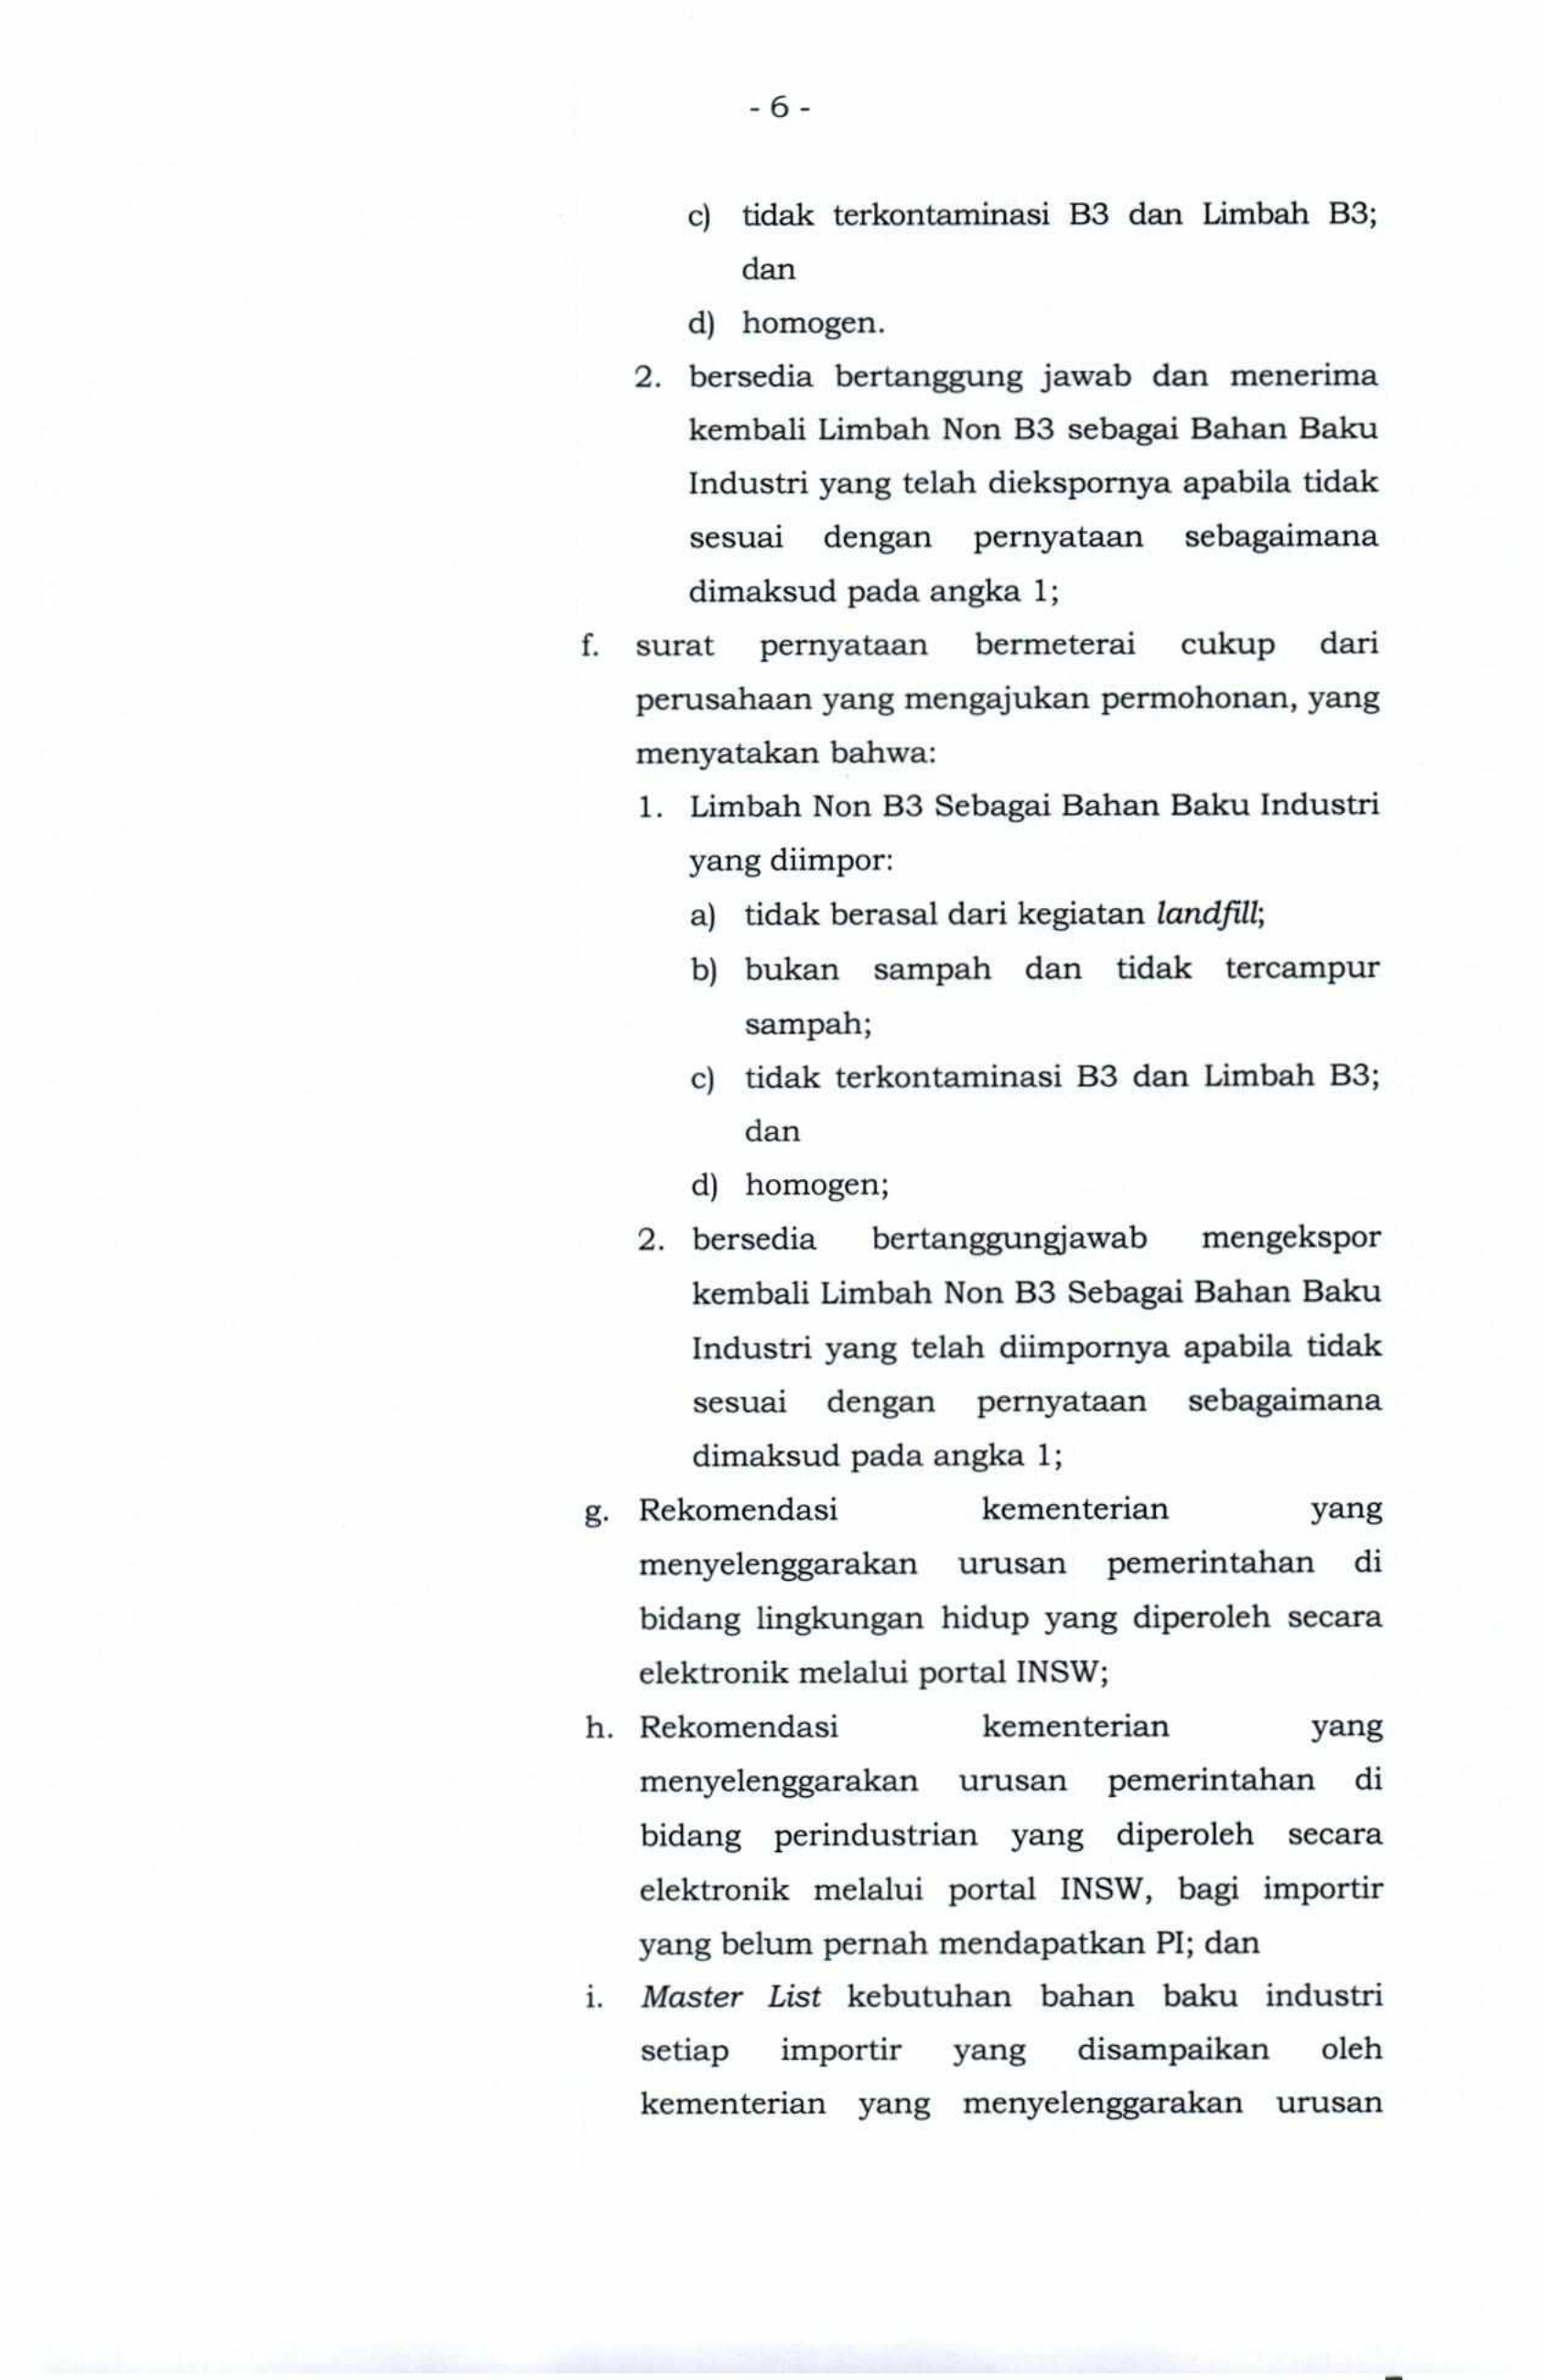 - 6 -
c) tidak terkontaminasi B3 dan Limbah B3;
dan
d) homogen.
2. bersedia bertanggung jawab dan menerima
kembali Limbah Non B3 sebagai Bahan Baku
Industri yang telah diekspornya apabila tidak
sesuai dengan pernyataan sebagaimana
dimaksud pada angka 1;
f. surat pernyataan bermeterai cukup dari
perusahaan yang mengajukan permohonan, yang
menyatakan bahwa:
1. Limbah Non B3 Sebagai Bahan Baku Industri
yang diimpor:
a) tidak berasal dari kegiatan landfill;
b) bukan sampah dan tidak tercampur
sampah;
c) tidak terkontaminasi B3 dan Limbah B3;
dan
d) homogen;
2. bersedia bertanggungjawab mengekspor
kembali Limbah Non B3 Sebagai Bahan Baku
Industri yang telah diimpornya apabila tidak
sesuai dengan pernyataan sebagaimana
dimaksud pada angka 1;
g. Rekomendasi kementerian yang
menyelenggarakan urusan pemerintahan di
bidang lingkungan hidup yang diperoleh secara
elektronik melalui portal INSW;
h. Rekomendasi kementerian yang
menyelenggarakan urusan pemerintahan di
bidang perindustrian yang diperoleh secara
elektronik melalui portal INSW, bagi importir
yang belum pernah mendapatkan PI; dan
i. Master List kebutuhan bahan baku industri
setiap importir yang disampaikan oleh
kementerian yang menyelenggarakan urusan